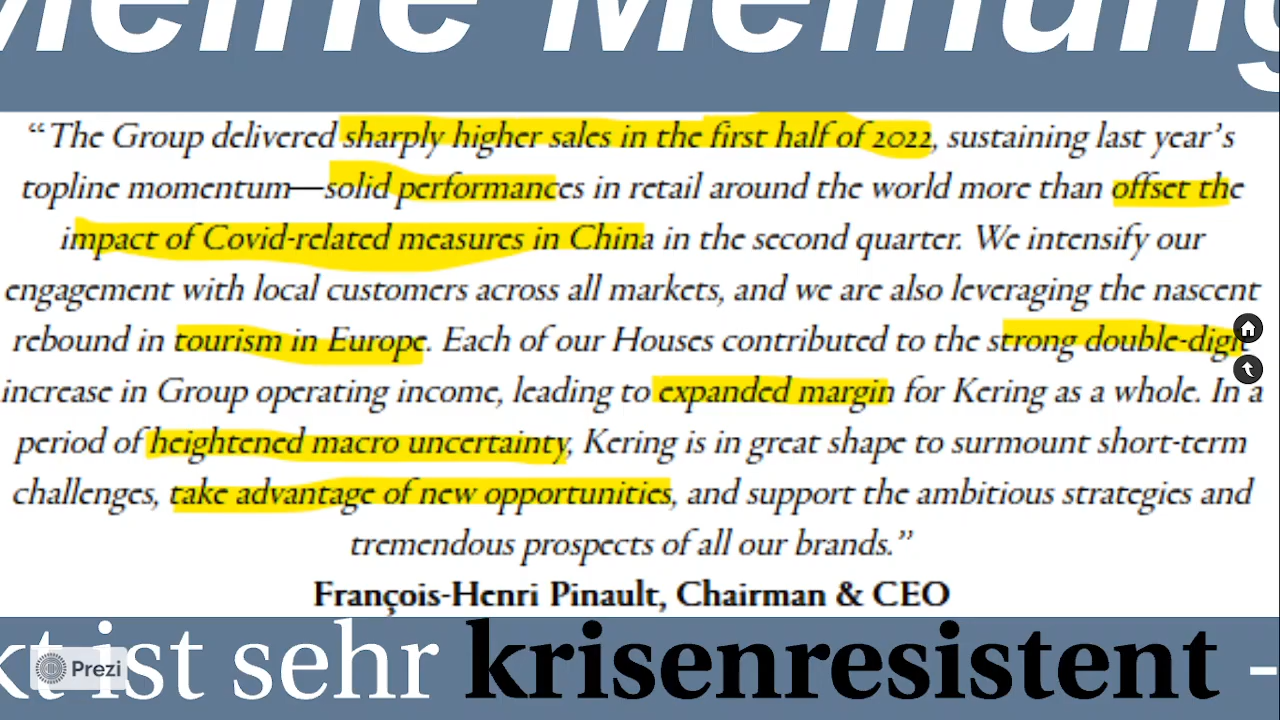 Meine Meinung
“The Group delivered sharply higher sales in the first half of 2022, sustaining last year’s
topline momentum—solid performances in retail around the world more than offset the
impact of Covid-related measures in China in the second quarter. We intensify our
engagement with local customers across all markets, and we are also leveraging the nascent
rebound in tourism in Europe. Each of our Houses contributed to the strong double-digit
increase in Group operating income, leading to expanded margin for Kering as a whole. In a
period of heightened macro uncertainty, Kering is in great shape to surmount short-term
challenges, take advantage of new opportunities, and support the ambitious strategies and
tremendous prospects of all our brands.”
François-Henri Pinault, Chairman & CEO
kt ist sehr krisenresistent -
Prezi